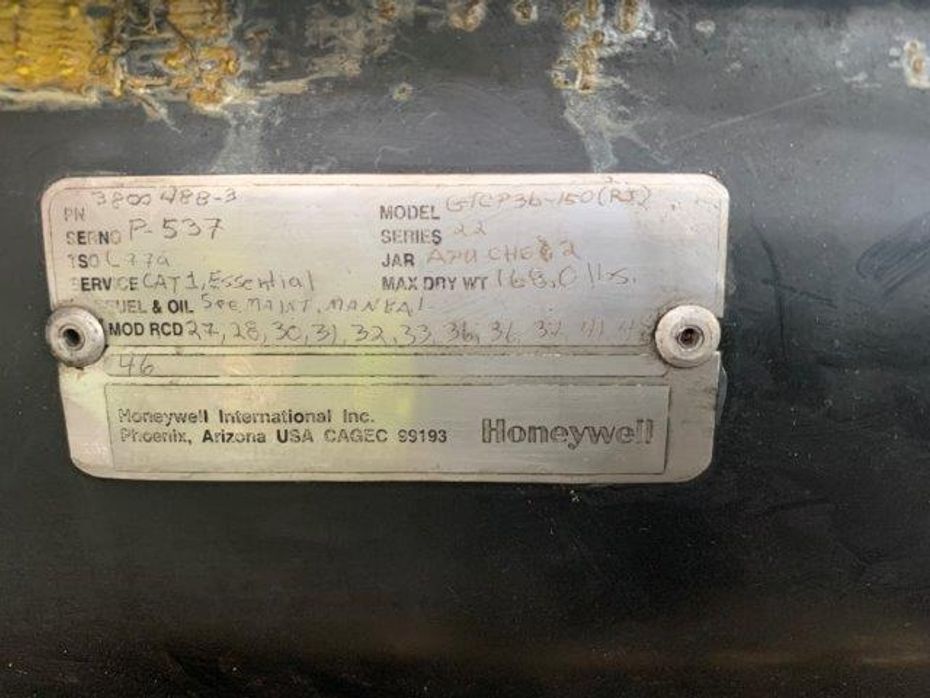 PN 3800488-3
MODEL GTCP36-150(RJ)
SERNO P-537
SERIES 22
TSO C77a
JAR APU CHG 2
SERVICE CAT 1, Essential
MAX DRY WT 168.0 lbs.
FUEL & OIL See MAINT. MANUAL
MOD RCD 27, 28, 30, 31, 32, 33, 36,
46
Honeywell International Inc.
Phoenix, Arizona USA CAGEC 99193
Honeywell